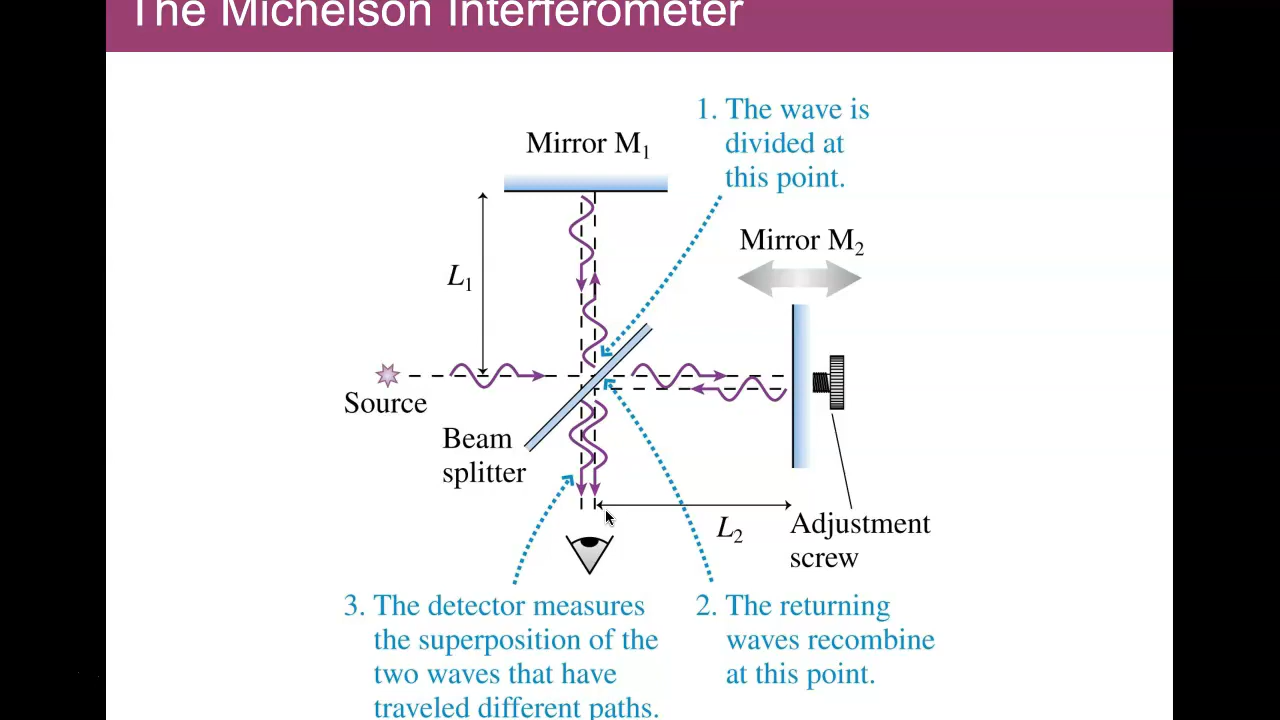 The Michelson Interferometer
1. The wave is
divided at
this point.
Mirror M₁
Mirror M₂
L₁
Source
Beam
splitter
L₂
Adjustment
screw
3. The detector measures
the superposition of the
two waves that have
traveled different paths.
2. The returning
waves recombine
at this point.